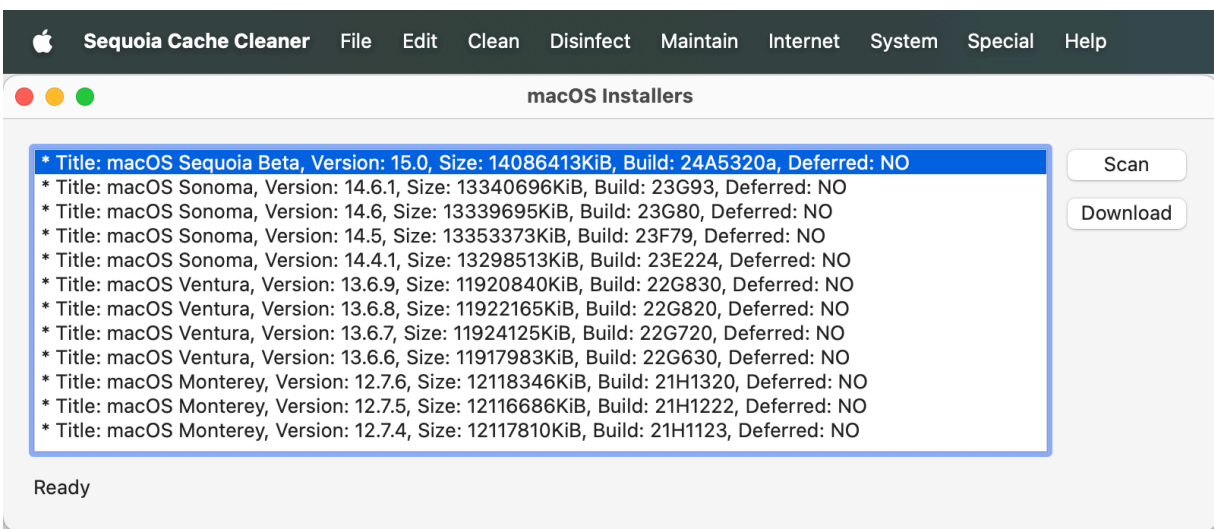 Sequoia Cache Cleaner File Edit Clean Disinfect Maintain Internet System Special Help
macOS Installers
* Title: macOS Sequoia Beta, Version: 15.0, Size: 14086413KiB, Build: 24A5320a, Deferred: NO
* Title: macOS Sonoma, Version: 14.6.1, Size: 13340696KiB, Build: 23G93, Deferred: NO
* Title: macOS Sonoma, Version: 14.6, Size: 13339695KiB, Build: 23G80, Deferred: NO
* Title: macOS Sonoma, Version: 14.5, Size: 13353373KiB, Build: 23F79, Deferred: NO
* Title: macOS Sonoma, Version: 14.4.1, Size: 13298513KiB, Build: 23E224, Deferred: NO
* Title: macOS Ventura, Version: 13.6.9, Size: 11920840KiB, Build: 22G830, Deferred: NO
* Title: macOS Ventura, Version: 13.6.8, Size: 11922165KiB, Build: 22G820, Deferred: NO
* Title: macOS Ventura, Version: 13.6.7, Size: 11924125KiB, Build: 22G720, Deferred: NO
* Title: macOS Ventura, Version: 13.6.6, Size: 11917983KiB, Build: 22G630, Deferred: NO
* Title: macOS Monterey, Version: 12.7.6, Size: 12118346KiB, Build: 21H1320, Deferred: NO
* Title: macOS Monterey, Version: 12.7.5, Size: 12116686KiB, Build: 21H1222, Deferred: NO
* Title: macOS Monterey, Version: 12.7.4, Size: 12117810KiB, Build: 21H1123, Deferred: NO
Scan
Download
Ready